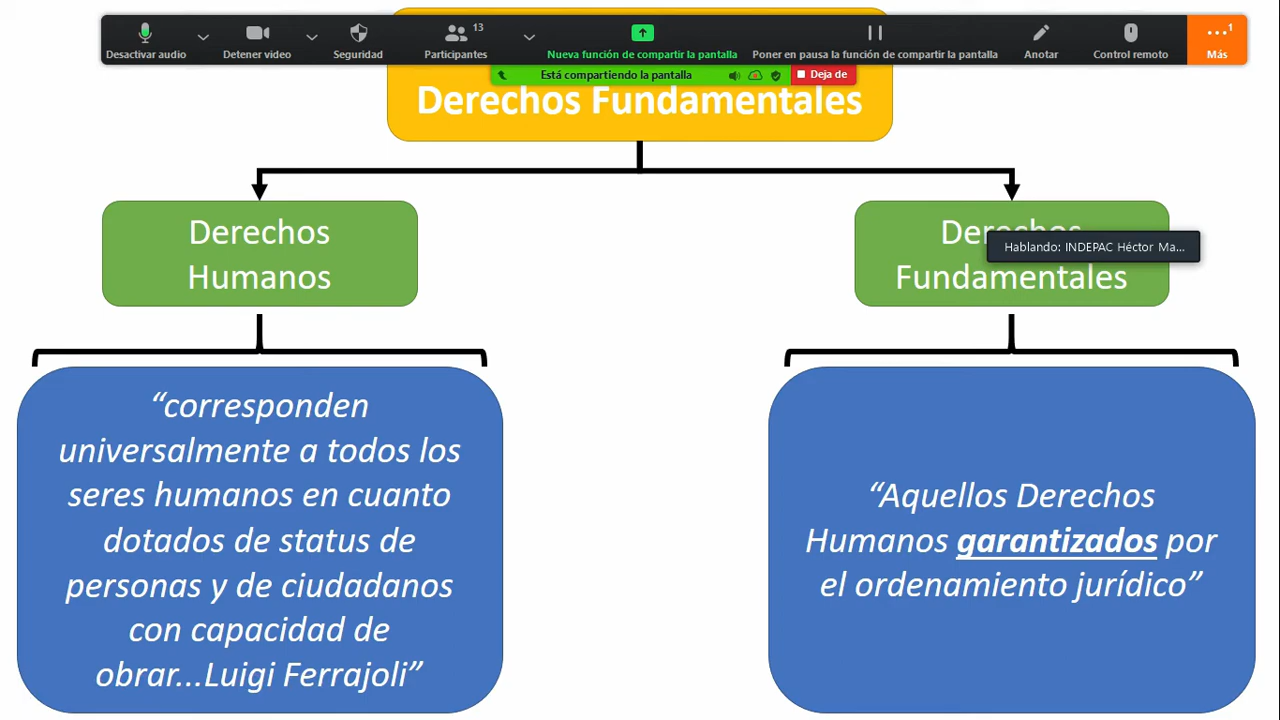 13
1
Desactivar audio
Detener video
Seguridad
Participantes
Nueva función de compartir la pantalla
Poner en pausa la función de compartir la pantalla
Anotar
Control remoto
Más
Está compartiendo la pantalla
Deja de
Derechos Fundamentales
Derechos
Humanos
Derechos
Hablando: INDEPAC Héctor Ma...
Fundamentales
“corresponden
universalmente a todos los
seres humanos en cuanto
dotados de status de
personas y de ciudadanos
con capacidad de
obrar...Luigi Ferrajoli”
“Aquellos Derechos
Humanos garantizados por
el ordenamiento jurídico”